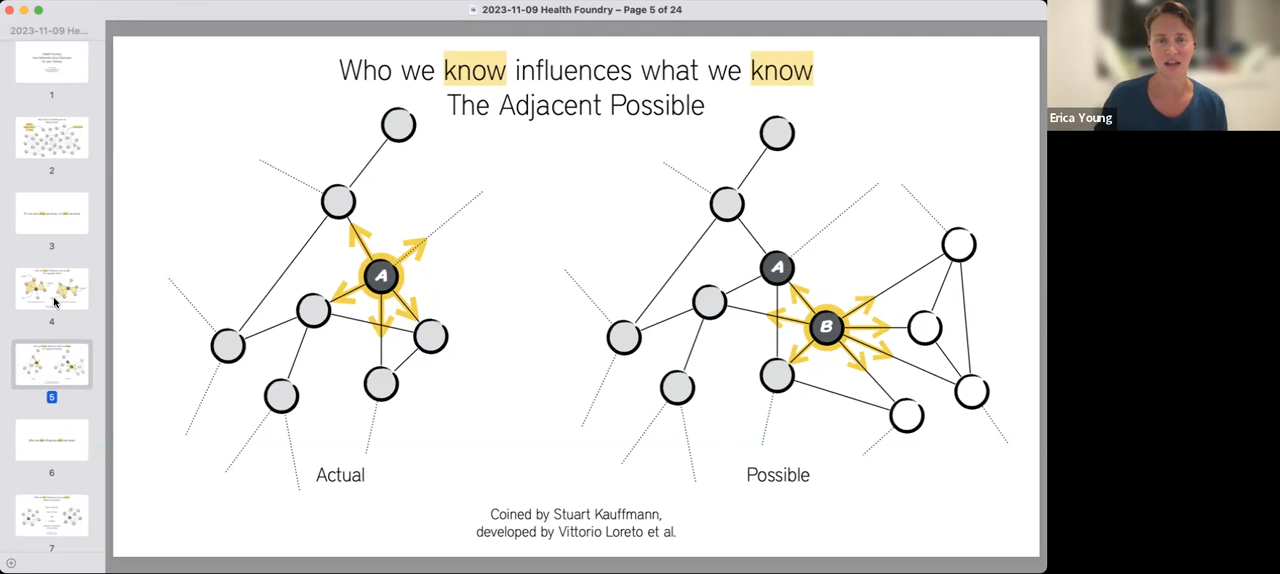 2023-11-09 Health Foundry – Page 5 of 24
2023-11-09 He...
1
2
3
4
5
6
7
Who we know influences what we know
The Adjacent Possible
A
A
B
Actual
Possible
Coined by Stuart Kauffmann,
developed by Vittorio Loreto et al.
Erica Young